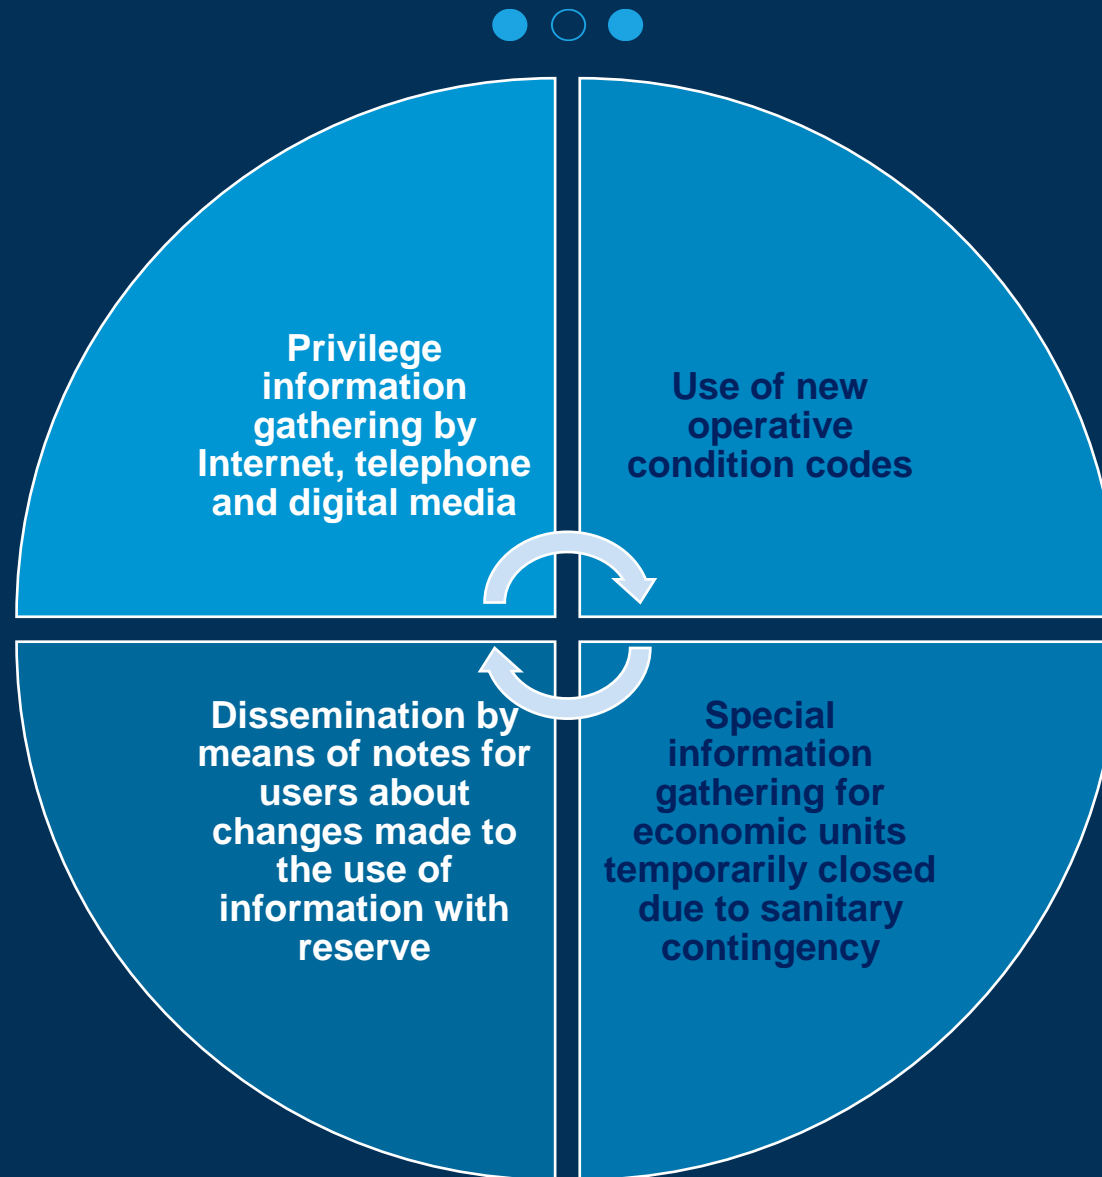 Privilege
information
gathering by
Internet, telephone
and digital media
Use of new
operative
condition codes
Dissemination by
means of notes for
users about
changes made to
the use of
information with
reserve
Special
information
gathering for
economic units
temporarily closed
due to sanitary
contingency